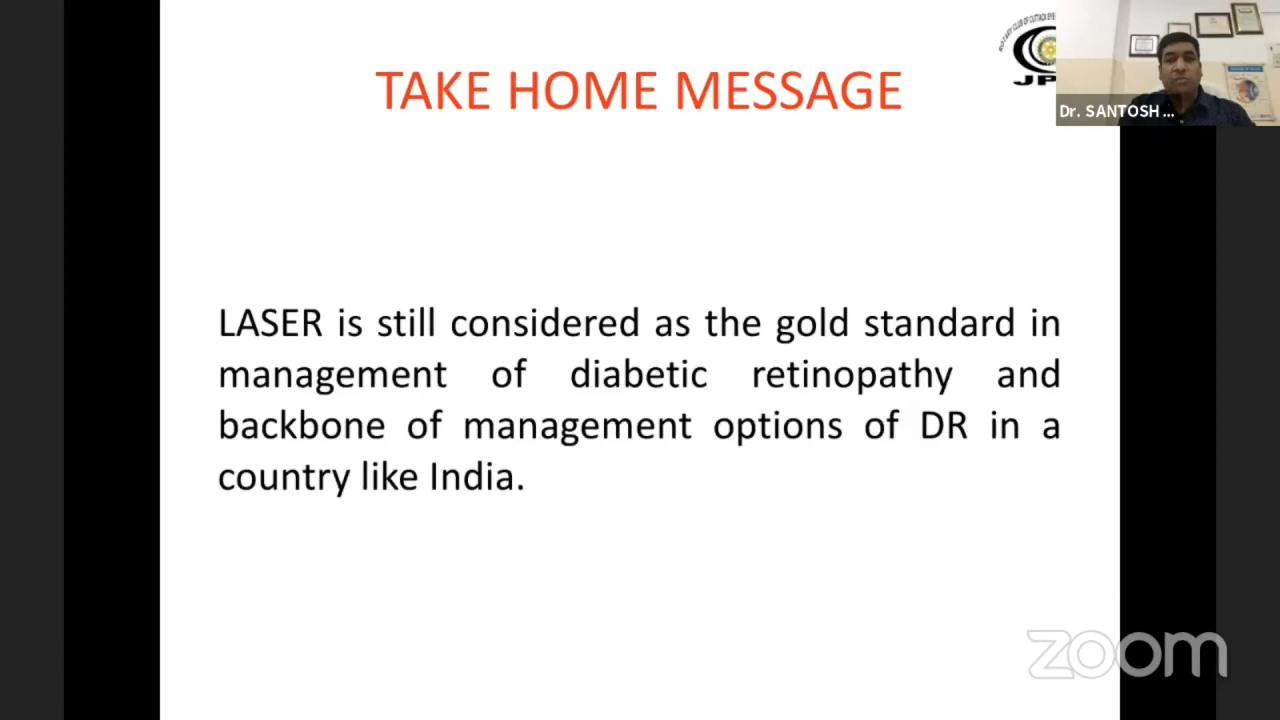 TAKE HOME MESSAGE
JP
Dr. SANTOSH ...
LASER is still considered as the gold standard in
management of diabetic retinopathy and
backbone of management options of DR in a
country like India.
zoom